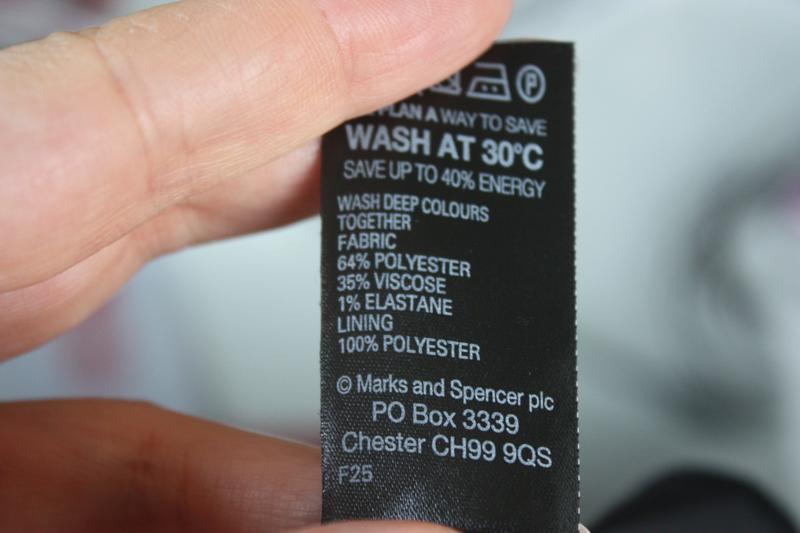 PLAN A WAY TO SAVE
WASH AT 30°C
SAVE UP TO 40% ENERGY
WASH DEEP COLOURS
TOGETHER
FABRIC
64% POLYESTER
35% VISCOSE
1% ELASTANE
LINING
100% POLYESTER
© Marks and Spencer plc
PO Box 3339
Chester CH99 9QS
F25